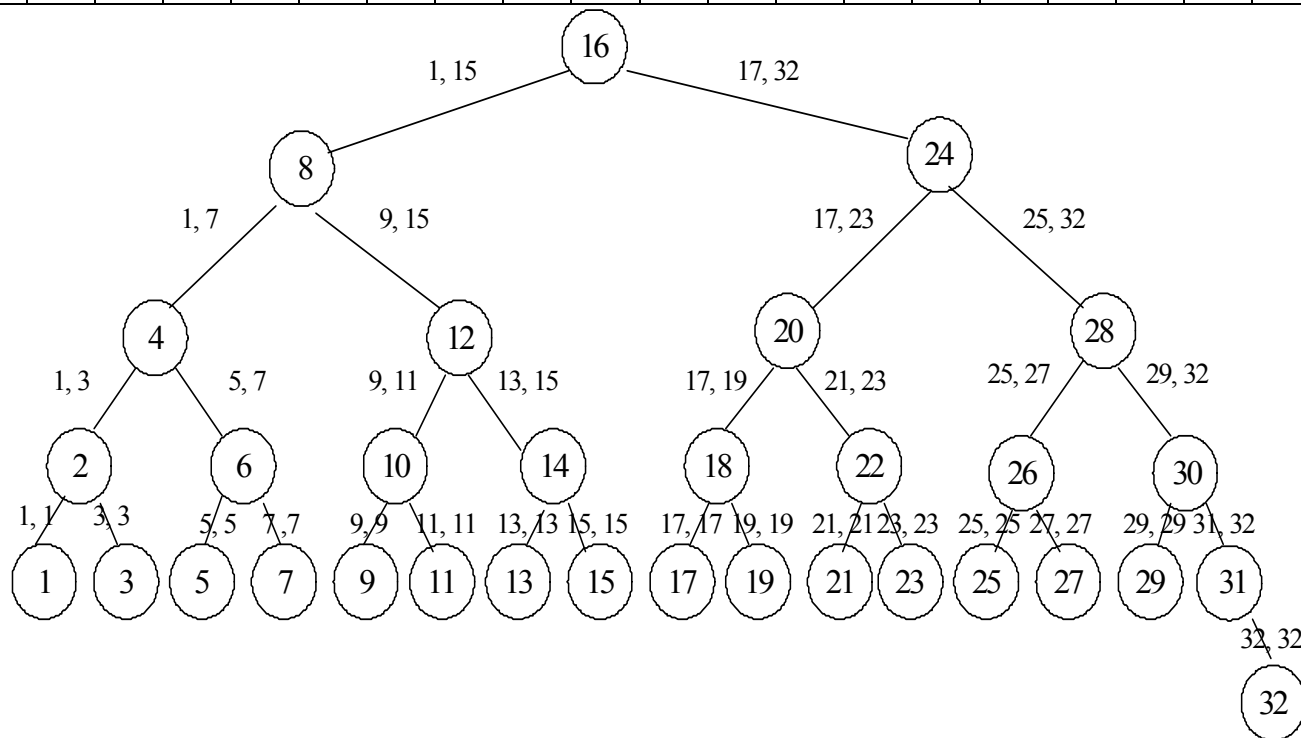 16
1, 15 17, 32
8 24
1, 7 9, 15 17, 23 25, 32
4 12 20 28
1, 3 5, 7 9, 11 13, 15 17, 19 21, 23 25, 27 29, 32
2 6 10 14 18 22 26 30
1, 1 3, 3 5, 5 7 ,7 9, 9 11, 11 13, 13 15, 15 17, 17 19, 19 21, 21 23, 23 25, 25 27, 27 29, 29 31, 32
1 3 5 7 9 11 13 15 17 19 21 23 25 27 29 31
32, 32
32